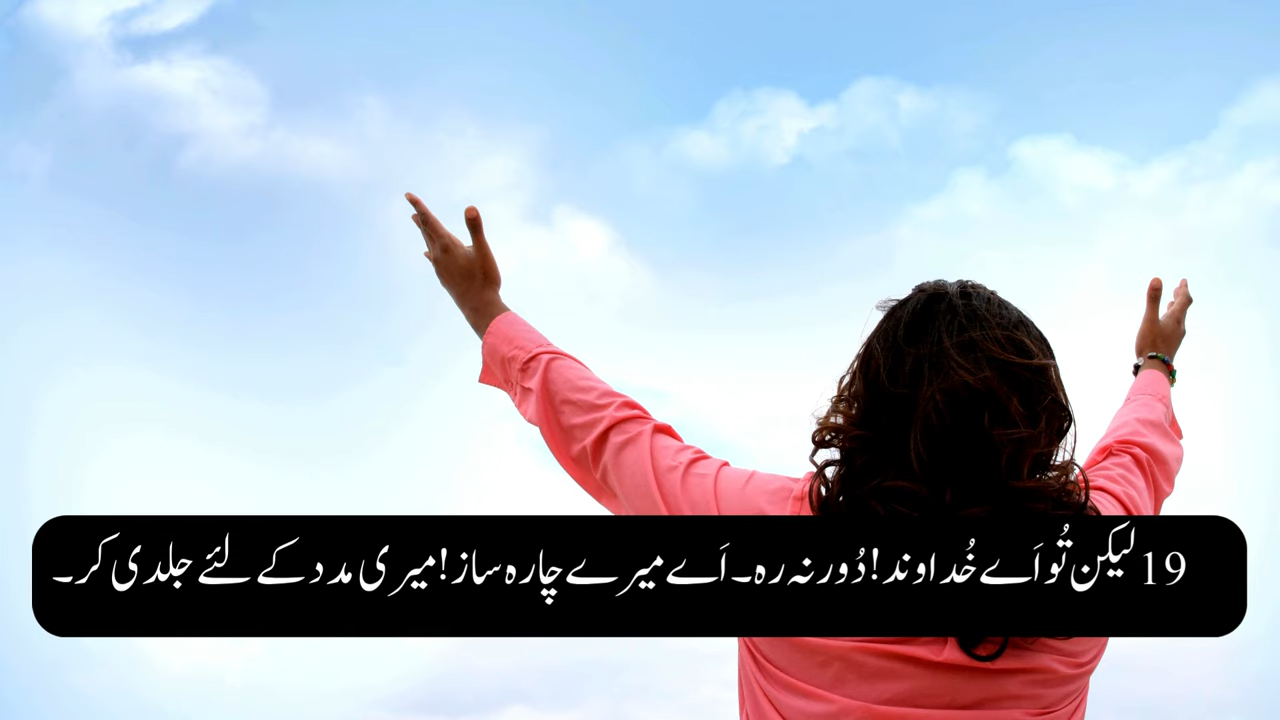 19 لیکن تُو اَے خُداوند! دُور نہ رہ۔ اَے میرے چارہ ساز! میری مدد کے لئے جلدی کر۔